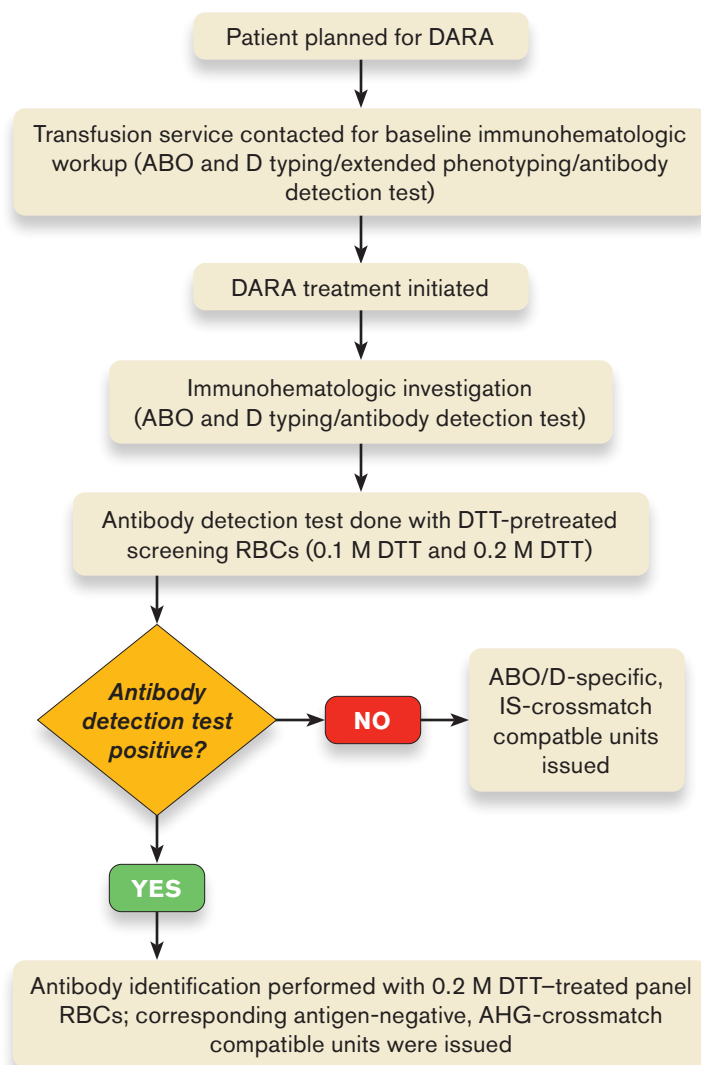 Patient planned for DARA
Transfusion service contacted for baseline immunohematologic
workup (ABO and D typing/extended phenotyping/antibody
detection test)
DARA treatment initiated
Immunohematologic investigation
(ABO and D typing/antibody detection test)
Antibody detection test done with DTT-pretreated
screening RBCs (0.1 M DTT and 0.2 M DTT)
Antibody
detection test
positive?
NO
ABO/D-specific,
IS-crossmatch
compatble units
issued
YES
Antibody identification performed with 0.2 M DTT–treated panel
RBCs; corresponding antigen-negative, AHG-crossmatch
compatible units were issued